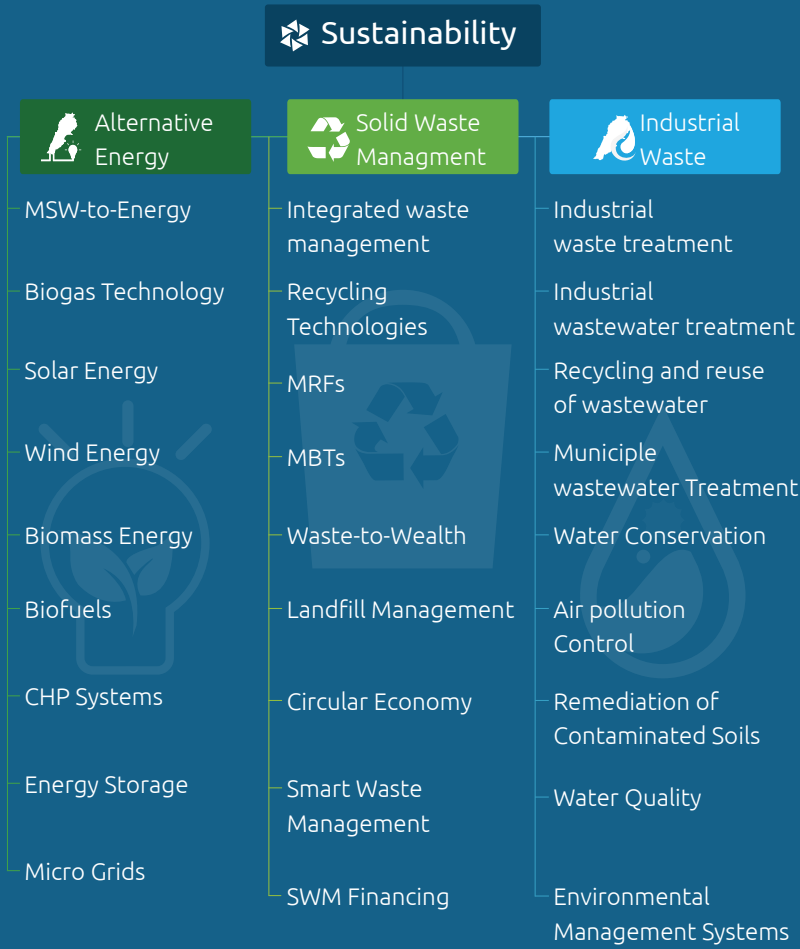 Sustainability
Alternative
Energy
MSW-to-Energy
Biogas Technology
Solar Energy
Wind Energy
Biomass Energy
Biofuels
CHP Systems
Energy Storage
Micro Grids
Solid Waste
Managment
Integrated waste
management
Recycling
Technologies
MRFs
MBTs
Waste-to-Wealth
Landfill Management
Circular Economy
Smart Waste
Management
SWM Financing
Industrial
Waste
Industrial
waste treatment
Industrial
wastewater treatment
Recycling and reuse
of wastewater
Municiple
wastewater Treatment
Water Conservation
Air pollution
Control
Remediation of
Contaminated Soils
Water Quality
Environmental
Management Systems